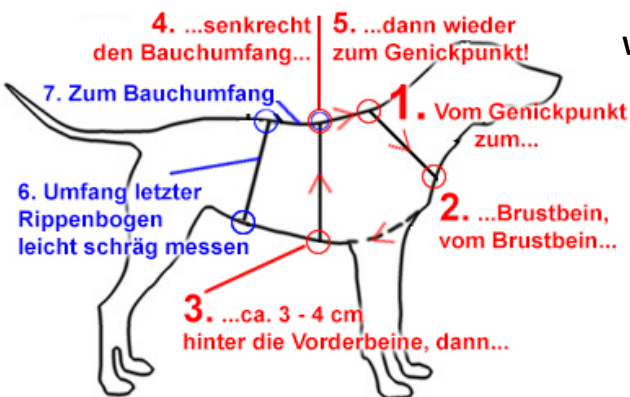 4. ...senkrecht
den Bauchumfang...
5. ...dann wieder
zum Genickpunkt!
7. Zum Bauchumfang
1. Vom Genickpunkt
zum...
6. Umfang letzter
Rippenbogen
leicht schräg messen
2. ...Brustbein,
vom Brustbein...
3. ...ca. 3 - 4 cm
hinter die Vorderbeine, dann...